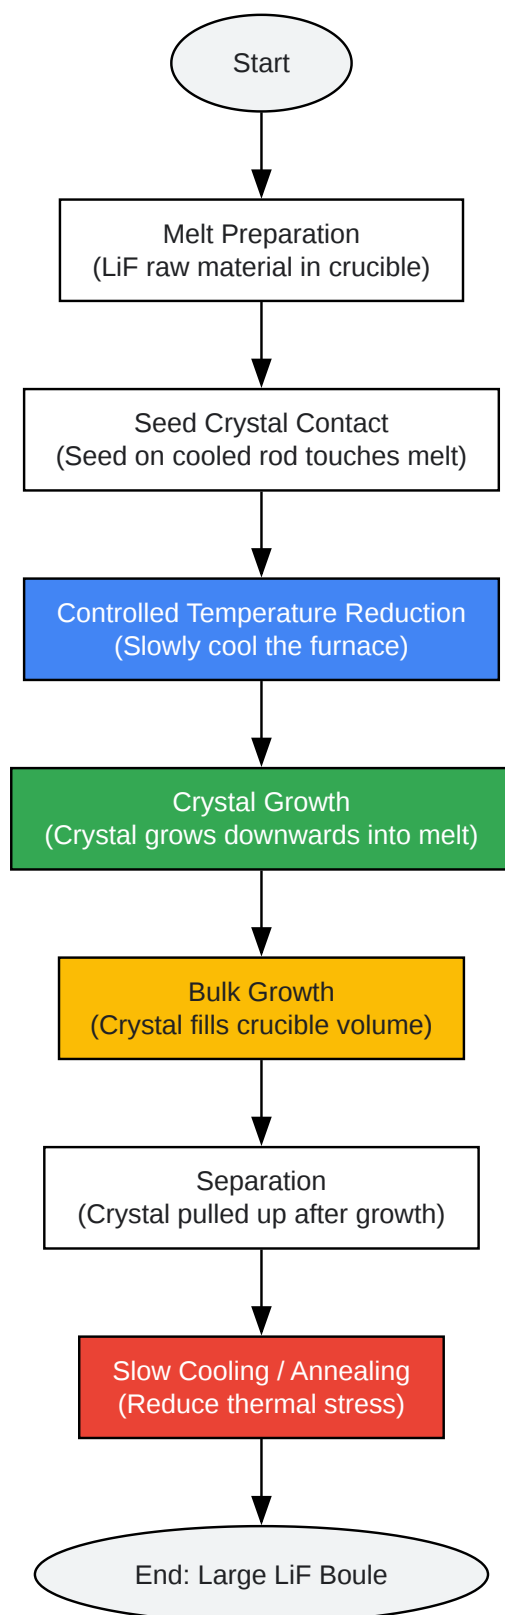 Start
Melt Preparation
(LiF raw material in crucible)
Seed Crystal Contact
(Seed on cooled rod touches melt)
Controlled Temperature Reduction
(Slowly cool the furnace)
Crystal Growth
(Crystal grows downwards into melt)
Bulk Growth
(Crystal fills crucible volume)
Separation
(Crystal pulled up after growth)
Slow Cooling / Annealing
(Reduce thermal stress)
End: Large LiF Boule